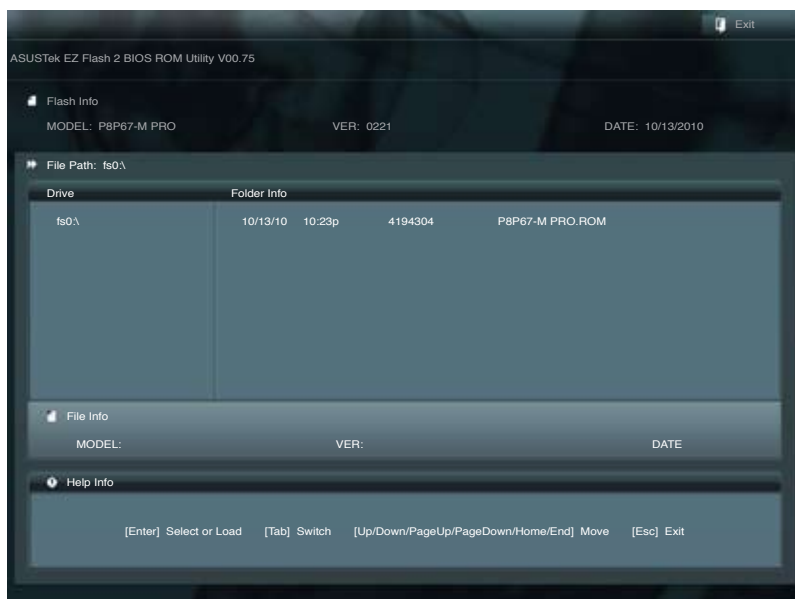 Exit
ASUSTek EZ Flash 2 BIOS ROM Utility V00.75
Flash Info
MODEL: P8P67-M PRO VER: 0221 DATE: 10/13/2010
File Path: fs0:\
Drive Folder Info
fs0:\ 10/13/10 10:23p 4194304 P8P67-M PRO.ROM
File Info
MODEL: VER: DATE
Help Info
[Enter] Select or Load [Tab] Switch [Up/Down/PageUp/PageDown/Home/End] Move [Esc] Exit